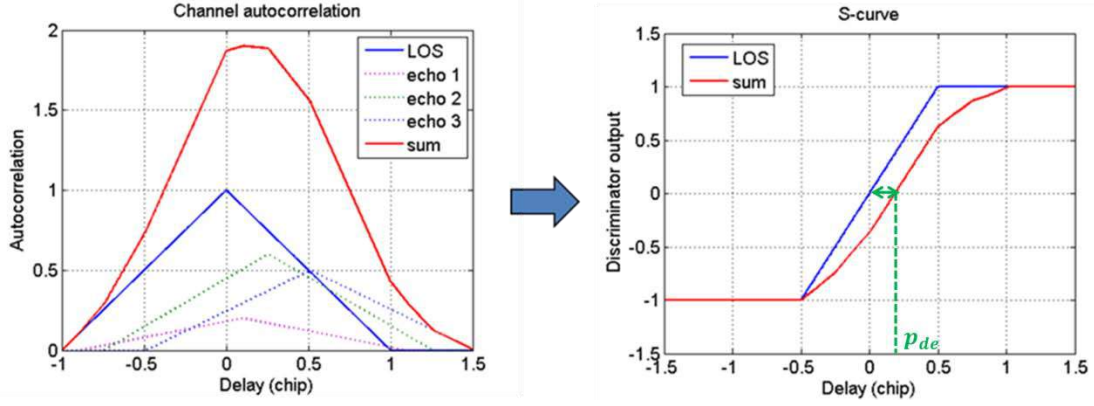 Channel autocorrelation
2
1.5
1
0.5
0
Autocorrelation
LOS
echo 1
echo 2
echo 3
sum
-1
-0.5
0
0.5
1
1.5
Delay (chip)
S-curve
1.5
1
0.5
0
-0.5
-1
-1.5
Discriminator output
LOS
sum
p_de
-1.5
-1
-0.5
0
0.5
1
1.5
Delay (chip)